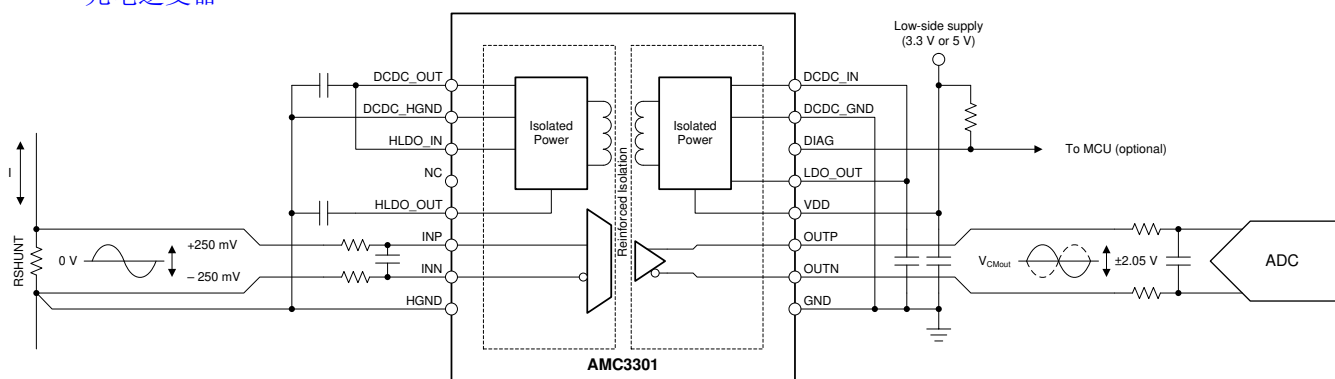 Low-side supply
(3.3 V or 5 V)
DCDC_OUT
DCDC_HGND
HLDO_IN
NC
HLDO_OUT
INP
INN
HGND
Isolated
Power
Reinforced Isolation
Isolated
Power
DCDC_IN
DCDC_GND
DIAG
LDO_OUT
VDD
OUTP
OUTN
GND
To MCU (optional)
I
RSHUNT
0 V
+250 mV
– 250 mV
VCMout
±2.05 V
ADC
AMC3301